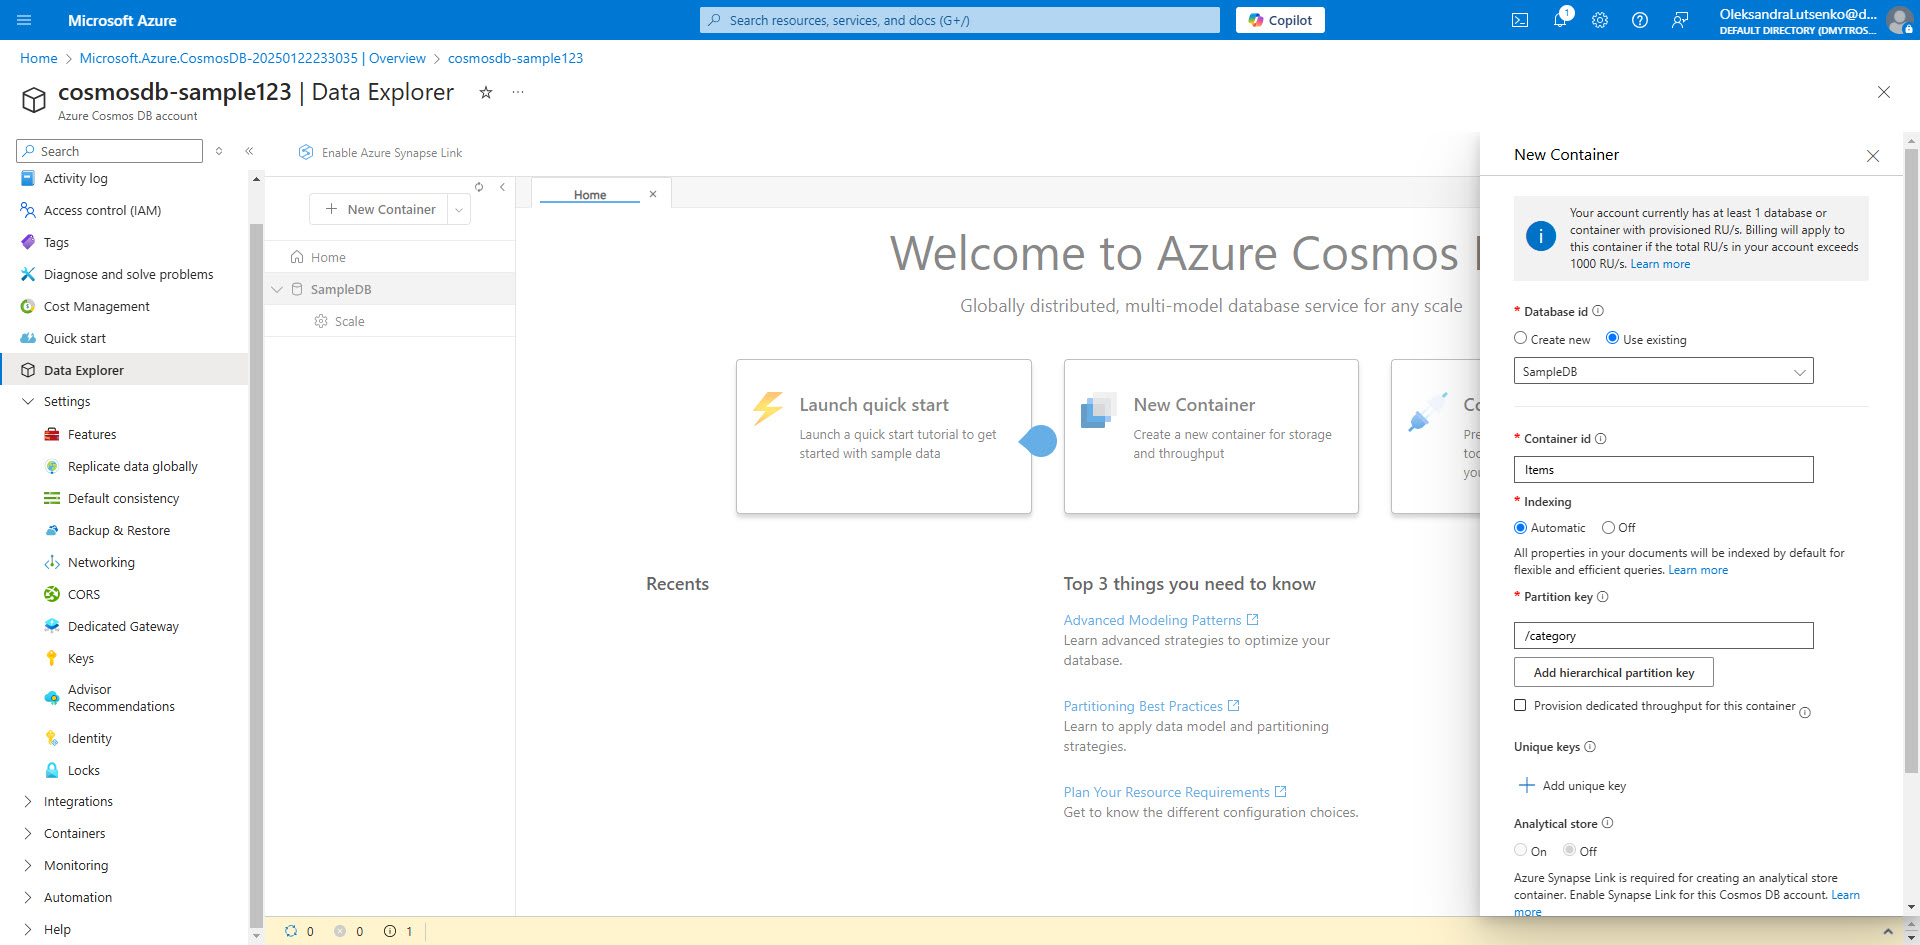 Microsoft Azure
Search resources, services, and docs (G+/)
Copilot
1
OleksandraLutsenko@d...
DEFAULT DIRECTORY (DMYTROS...
Home > Microsoft.Azure.CosmosDB-20250122233035 | Overview > cosmosdb-sample123
cosmosdb-sample123 | Data Explorer
Azure Cosmos DB account
Search
Activity log
Access control (IAM)
Tags
Diagnose and solve problems
Cost Management
Quick start
Data Explorer
Settings
Features
Replicate data globally
Default consistency
Backup & Restore
Networking
CORS
Dedicated Gateway
Keys
Advisor
Recommendations
Identity
Locks
Integrations
Containers
Monitoring
Automation
Help
Enable Azure Synapse Link
New Container
Home
SampleDB
Scale
Home
Welcome to Azure Cosmos
Globally distributed, multi-model database service for any scale
Launch quick start
Launch a quick start tutorial to get
started with sample data
New Container
Create a new container for storage
and throughput
Co
Pre
too
you
Recents
Top 3 things you need to know
Advanced Modeling Patterns
Learn advanced strategies to optimize your
database.
Partitioning Best Practices
Learn to apply data model and partitioning
strategies.
Plan Your Resource Requirements
Get to know the different configuration choices.
0 0 1
New Container
Your account currently has at least 1 database or
container with provisioned RU/s. Billing will apply to
this container if the total RU/s in your account exceeds
1000 RU/s. Learn more
* Database id
Create new Use existing
SampleDB
* Container id
Items
* Indexing
Automatic Off
All properties in your documents will be indexed by default for
flexible and efficient queries. Learn more
* Partition key
/category
Add hierarchical partition key
Provision dedicated throughput for this container
Unique keys
Add unique key
Analytical store
On Off
Azure Synapse Link is required for creating an analytical store
container. Enable Synapse Link for this Cosmos DB account. Learn
more